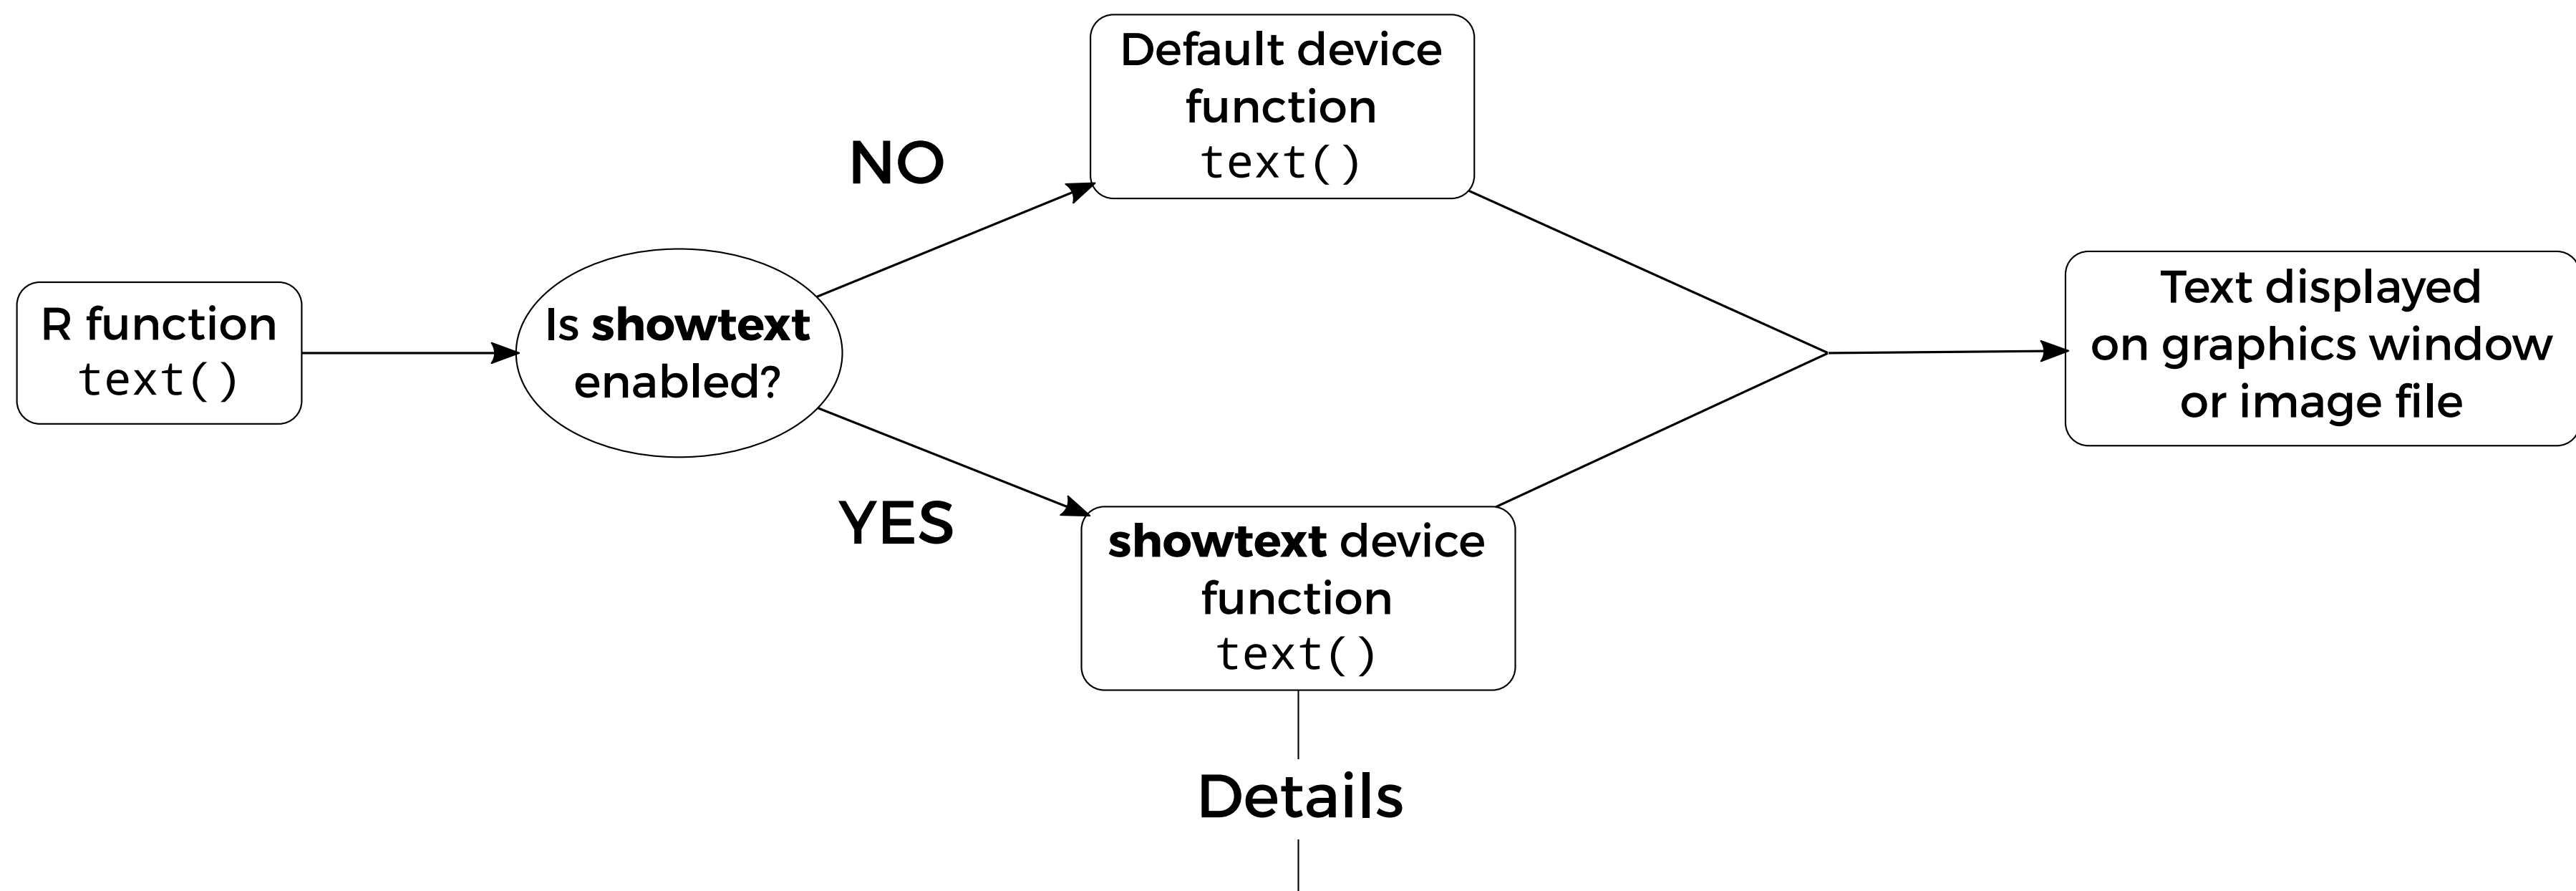 R function
text()
Is showtext
enabled?
NO
Default device
function
text()
YES
showtext device
function
text()
Details
Text displayed
on graphics window
or image file